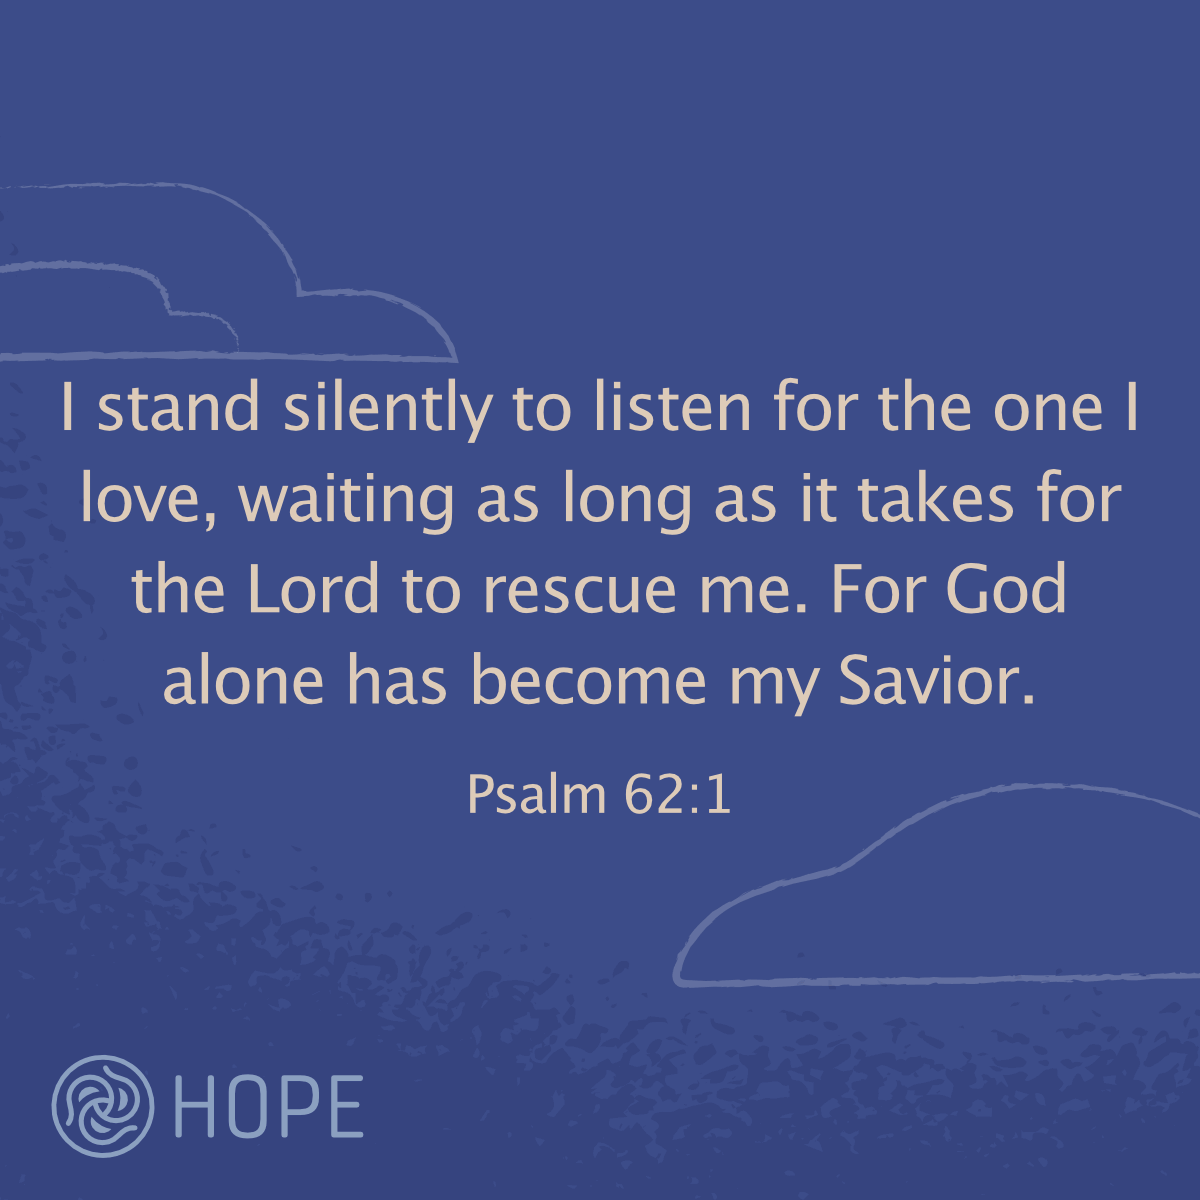 I stand silently to listen for the one I
love, waiting as long as it takes for
the Lord to rescue me. For God
alone has become my Savior.
Psalm 62:1
HOPE